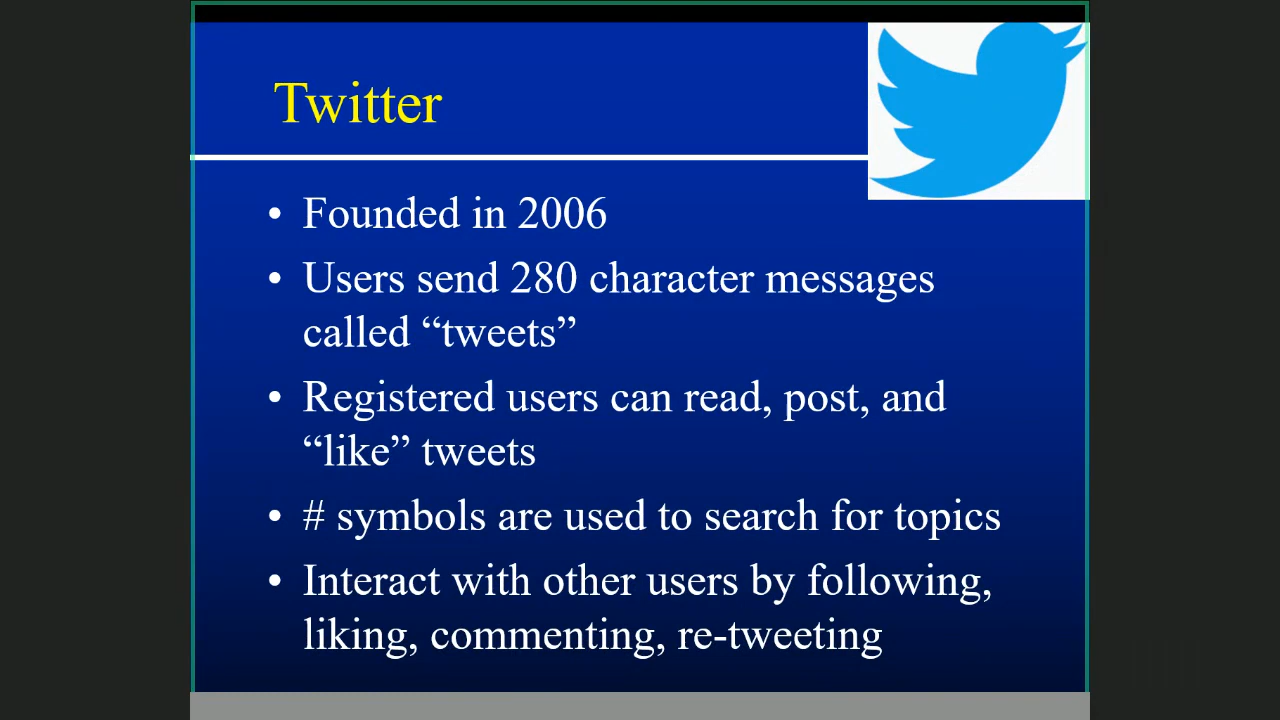 Twitter
• Founded in 2006
• Users send 280 character messages
called “tweets”
• Registered users can read, post, and
“like” tweets
• # symbols are used to search for topics
• Interact with other users by following,
liking, commenting, re-tweeting